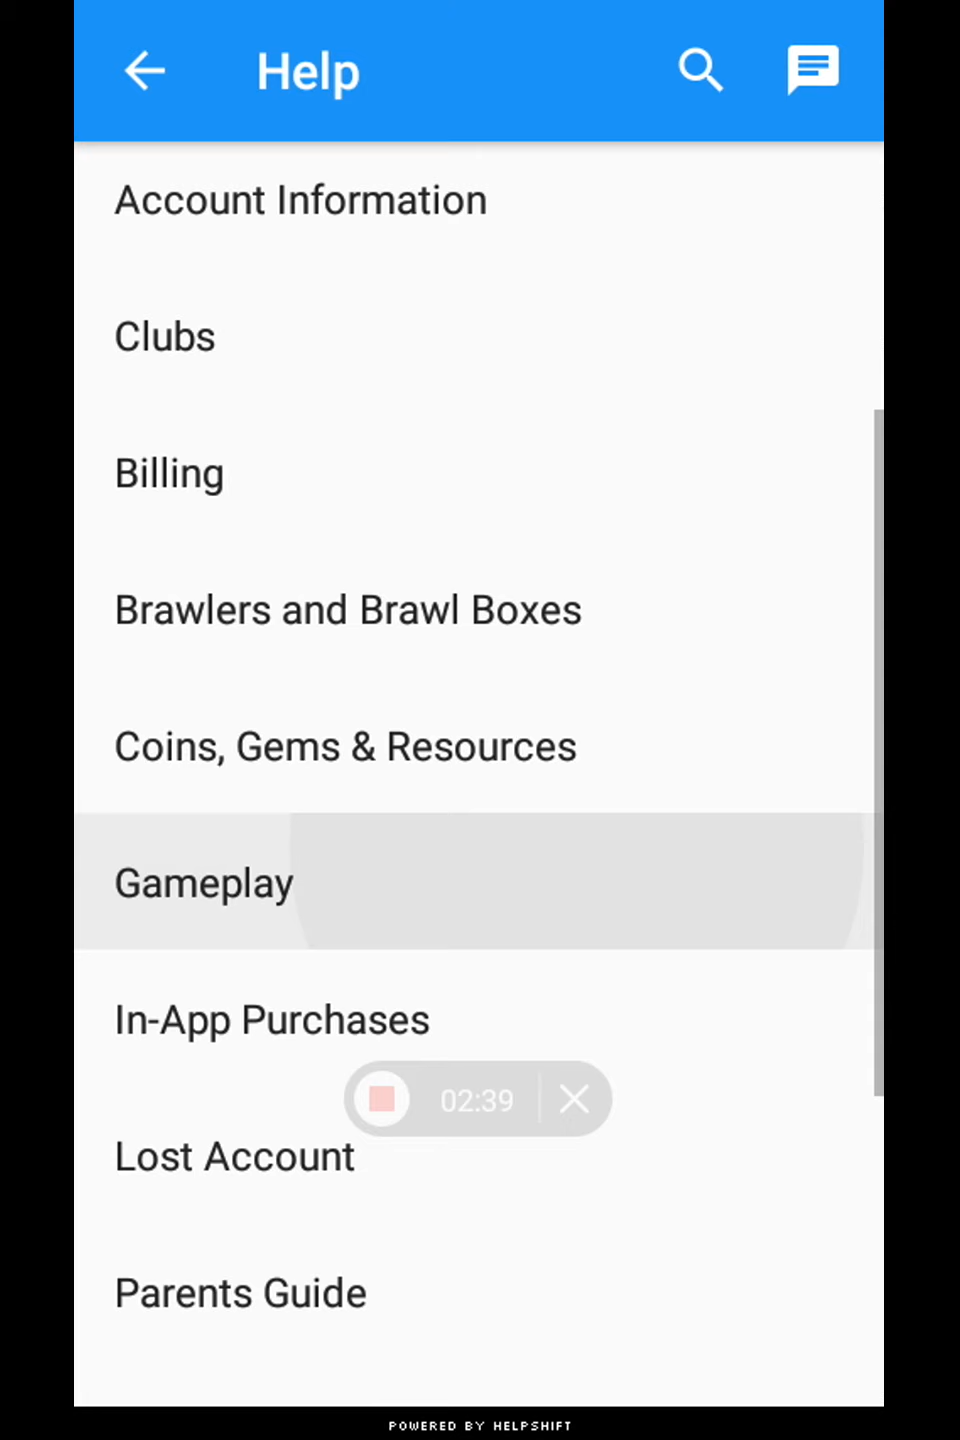 Help
Account Information
Clubs
Billing
Brawlers and Brawl Boxes
Coins, Gems & Resources
Gameplay
In-App Purchases
02:39
Lost Account
Parents Guide
POWERED BY HELPSHIFT